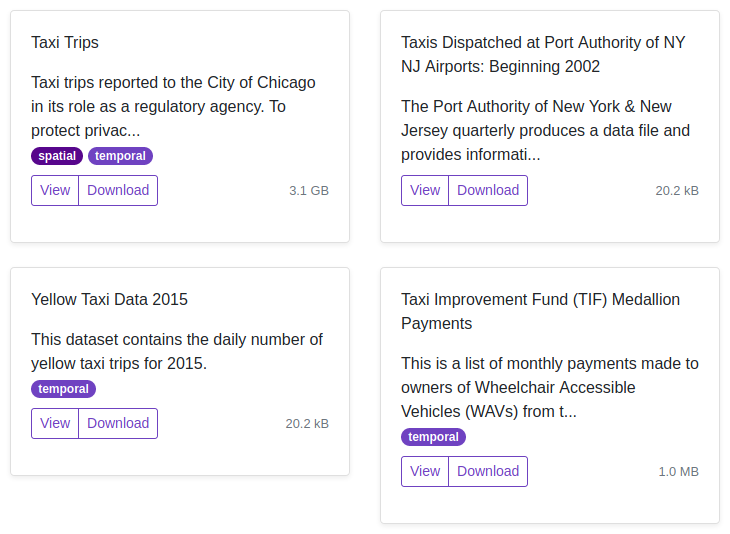 Taxi Trips
Taxi trips reported to the City of Chicago
in its role as a regulatory agency. To
protect privac...
spatial temporal
View Download 3.1 GB
Taxis Dispatched at Port Authority of NY
NJ Airports: Beginning 2002
The Port Authority of New York & New
Jersey quarterly produces a data file and
provides informati...
View Download 20.2 kB
Yellow Taxi Data 2015
This dataset contains the daily number of
yellow taxi trips for 2015.
temporal
View Download 20.2 kB
Taxi Improvement Fund (TIF) Medallion
Payments
This is a list of monthly payments made to
owners of Wheelchair Accessible
Vehicles (WAVs) from t...
temporal
View Download 1.0 MB